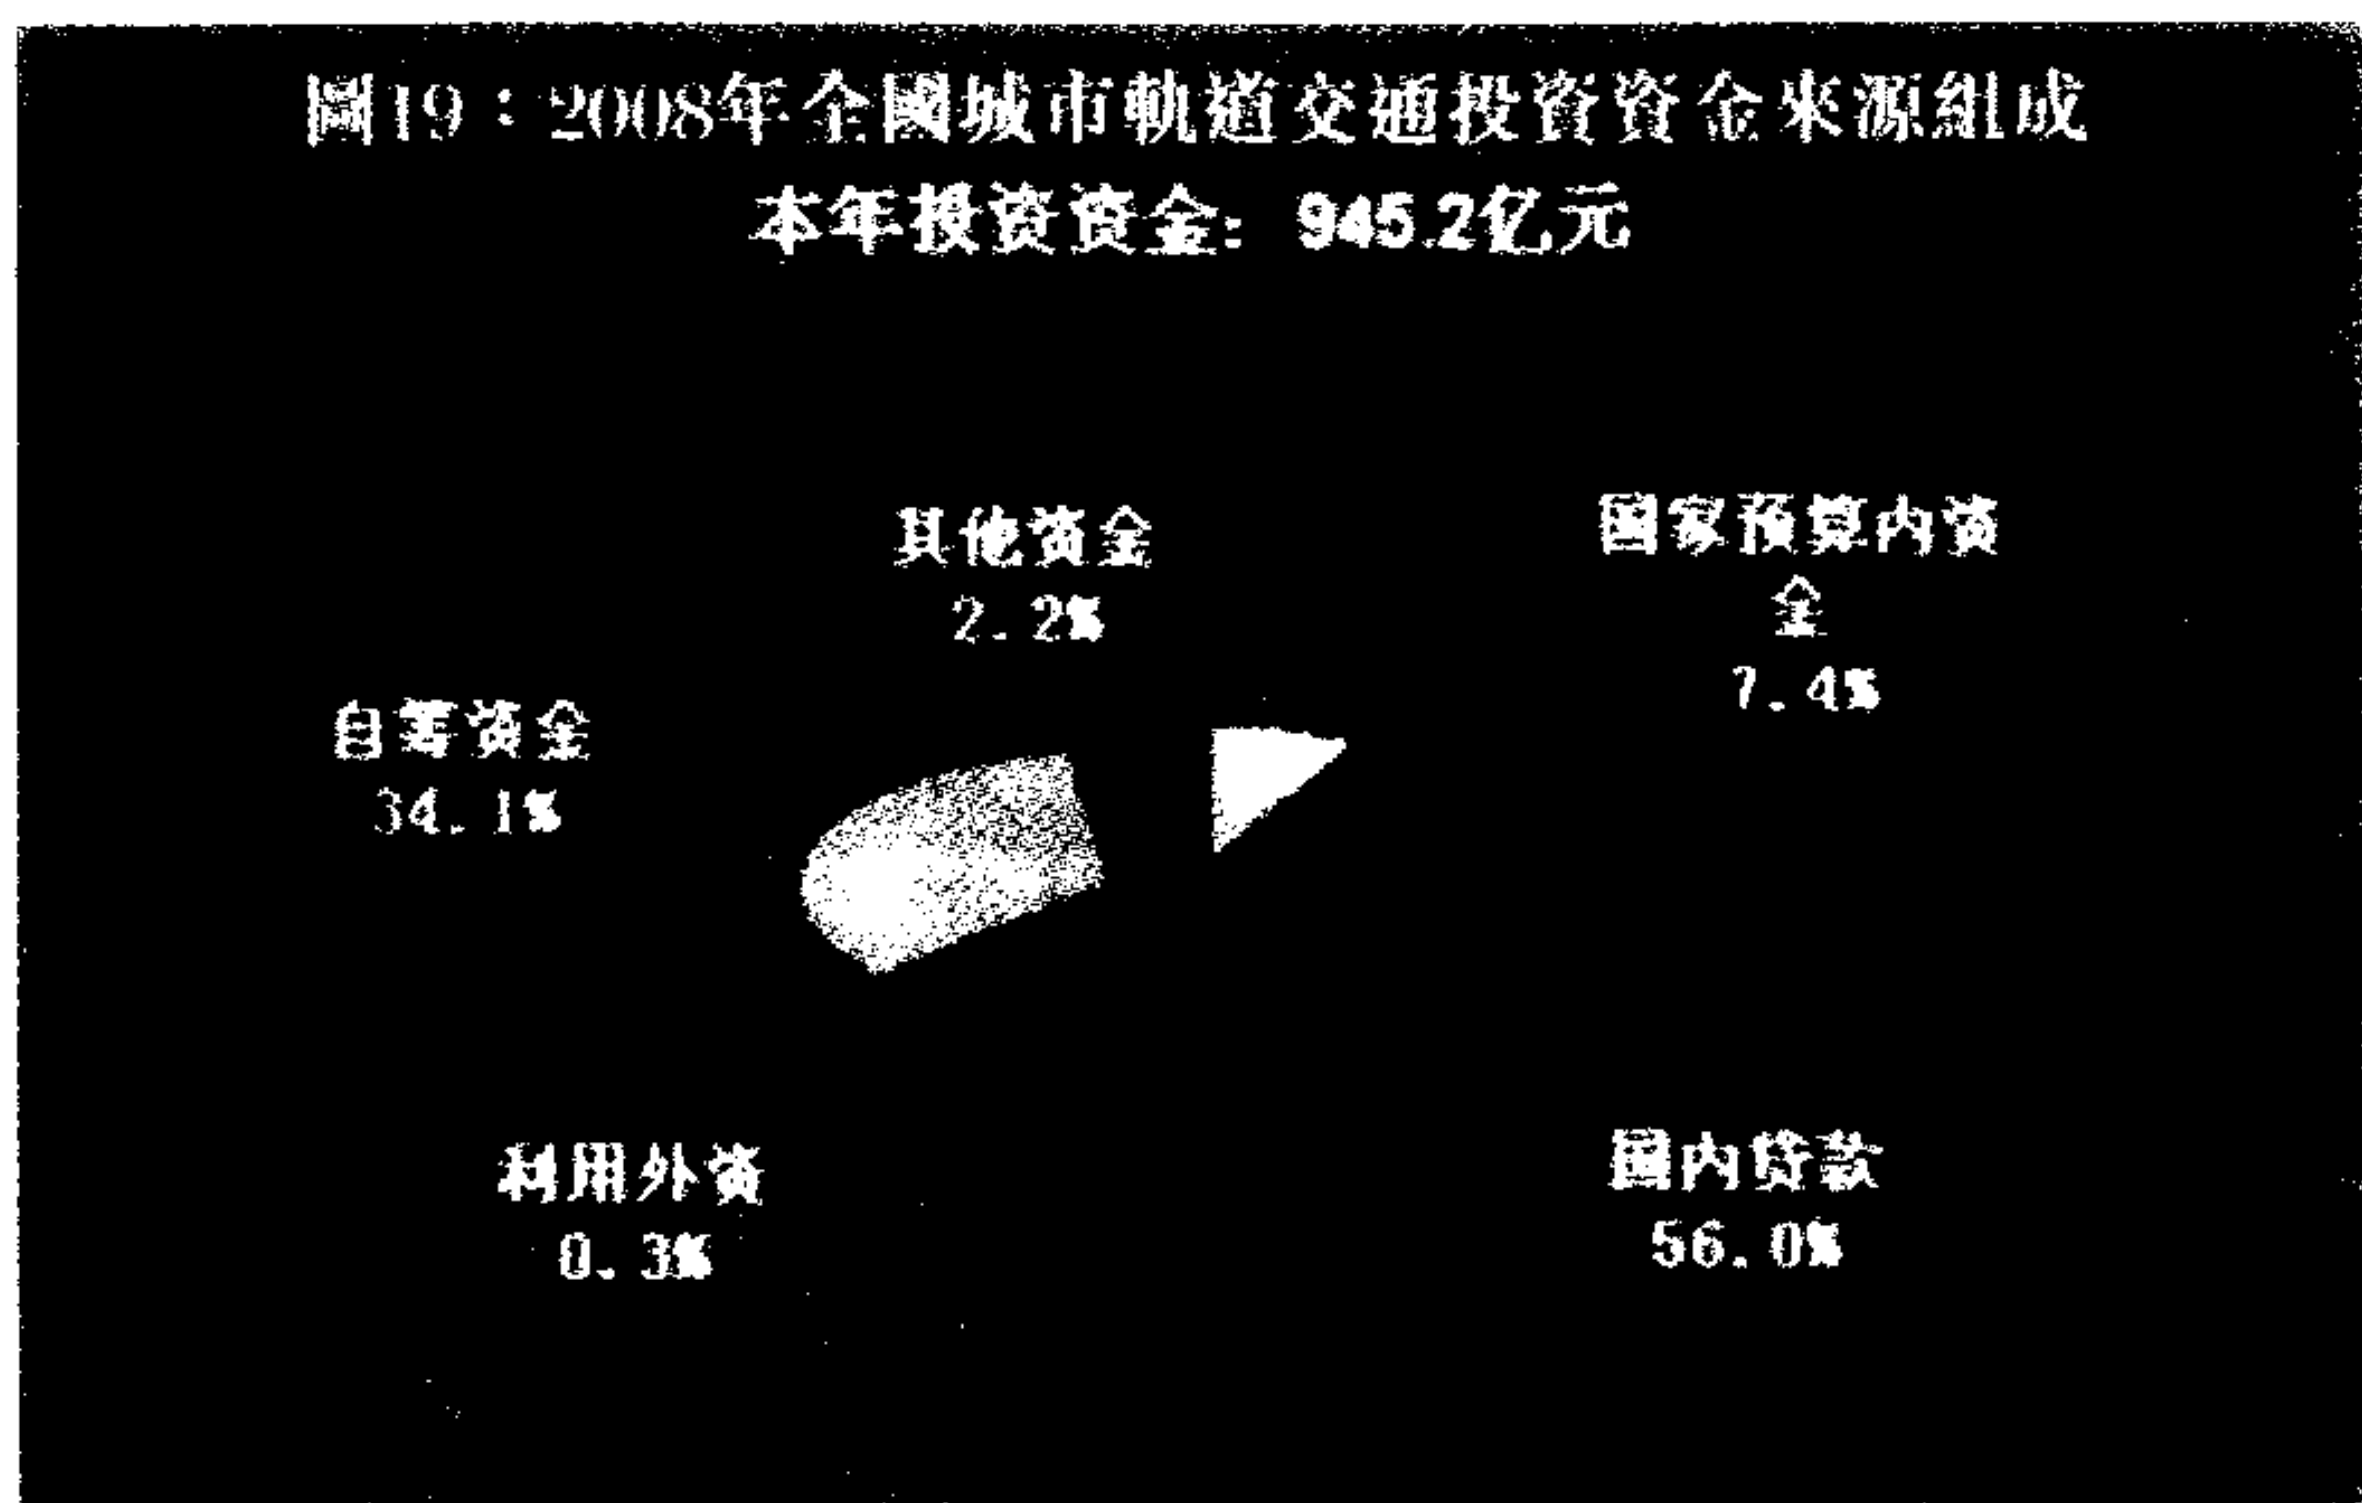 圖19：2008年全國城市軌道交通投資資金來源組成
本年投资资金：945.2亿元
其他资金
2.2%
国家预算内资
金
7.4%
自筹资金
34.1%
利用外资
0.3%
国内贷款
56.0%